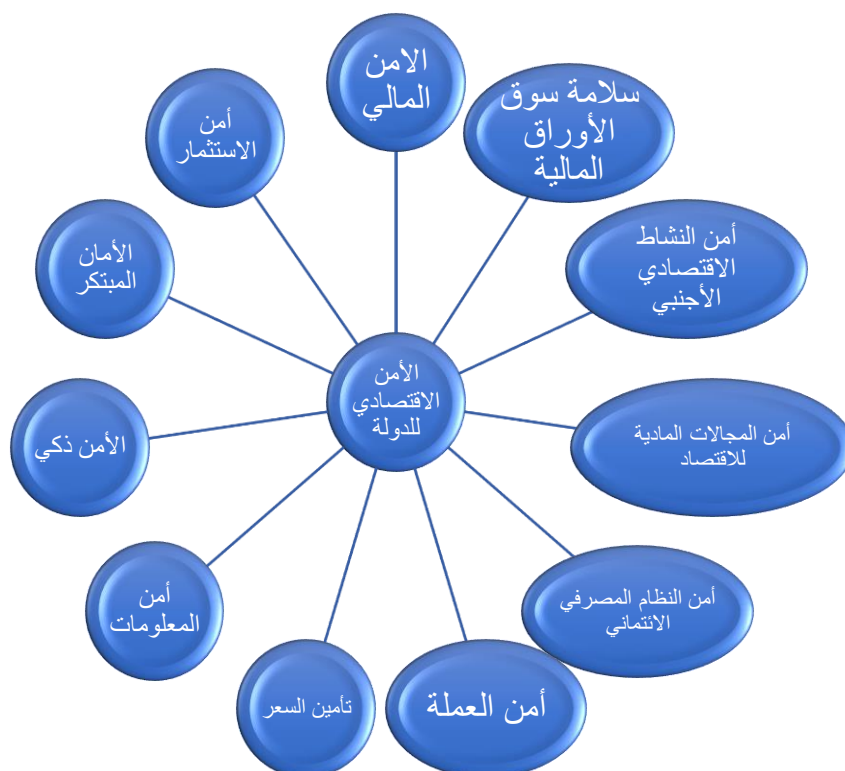 الامن
المالي
سلامة سوق
الأوراق
المالية
أمن النشاط
الاقتصادي
الأجنبي
أمن المجالات المادية
للاقتصاد
أمن النظام المصرفي
الائتماني
أمن العملة
تأمين السعر
أمن
المعلومات
الأمن ذكي
الأمان
المبتكر
أمن
الاستثمار
الأمن
الاقتصادي
للدولة